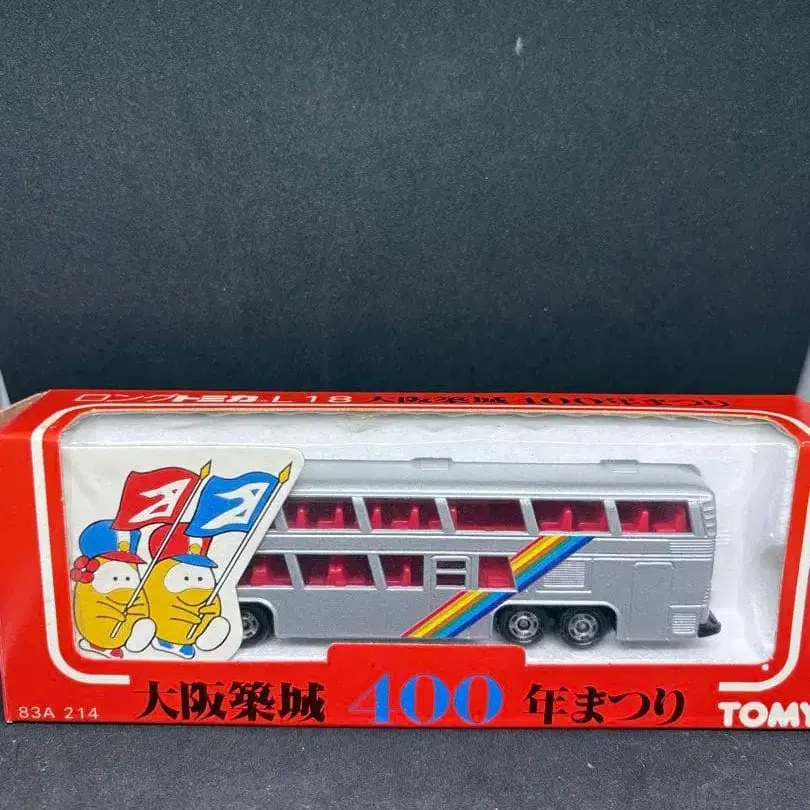 ロングトミカ L18 大阪築城400年まつり
大阪築城400年まつり
83A 214
TOMY